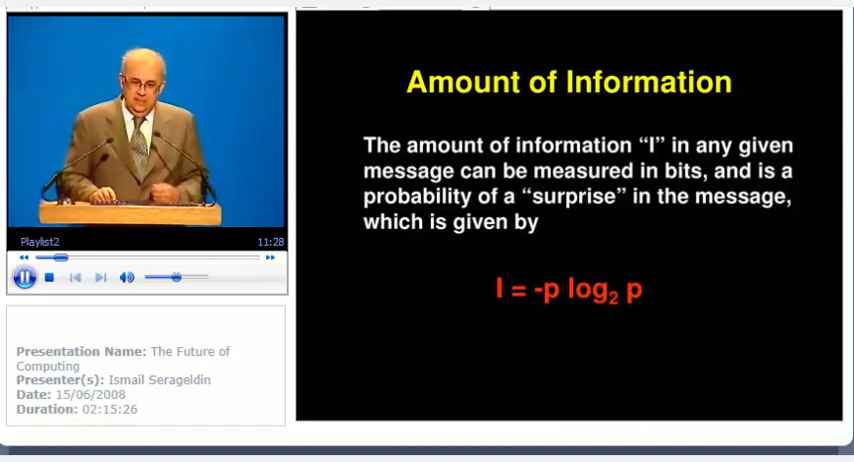 Amount of Information
The amount of information “I” in any given
message can be measured in bits, and is a
probability of a “surprise” in the message,
which is given by
I = -p log₂ p
Playlist2 11:28
Presentation Name: The Future of
Computing
Presenter(s): Ismail Serageldin
Date: 15/06/2008
Duration: 02:15:26